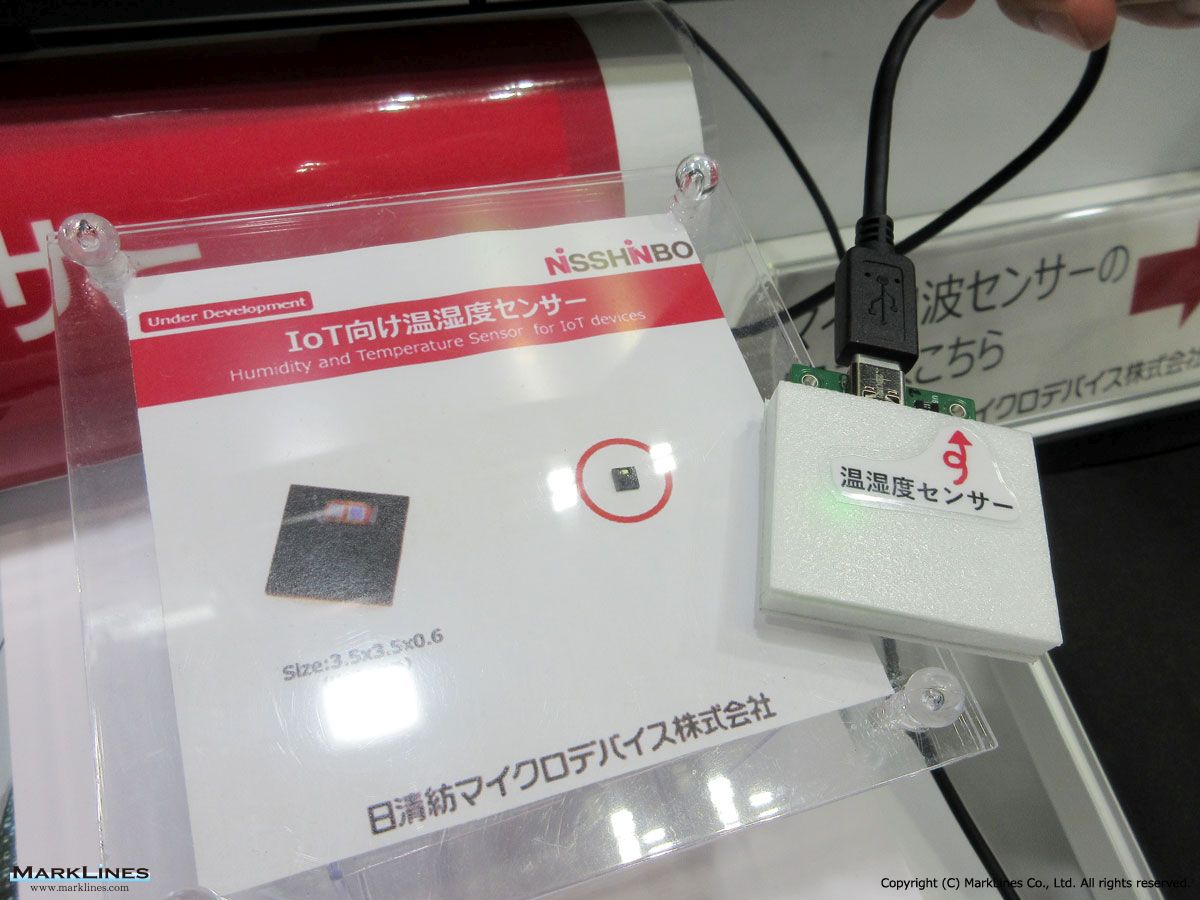 サー
NISSHINBO
Under Development
IoT向け温湿度センサー
Humidity and Temperature Sensor for IoT devices
Size:3.5x3.5x0.6
日清紡マイクロデバイス株式会社
温湿度センサー
波センサーの
こちら
イクロデバイス株式会社
MARKLINES
www.marklines.com
Copyright (C) MarkLines Co., Ltd. All rights reserved.